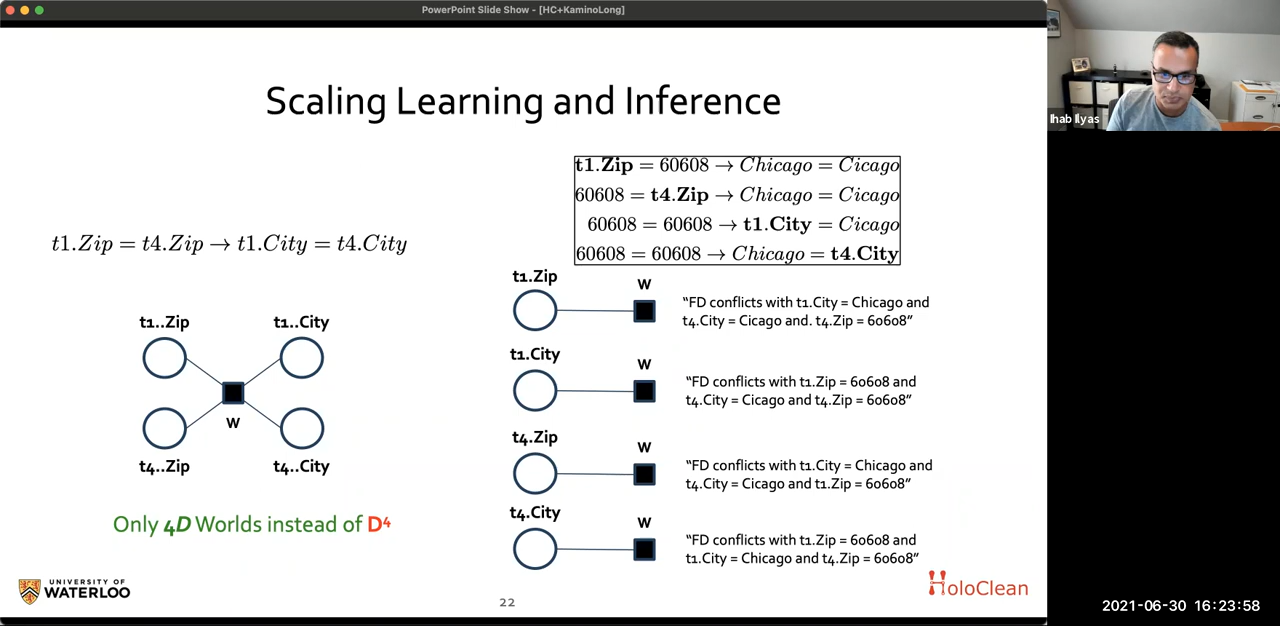 PowerPoint Slide Show - [HC+KaminoLong]
Scaling Learning and Inference
t1.Zip = 60608 → Chicago = Cicago
60608 = t4.Zip → Chicago = Cicago
60608 = 60608 → t1.City = Cicago
60608 = 60608 → Chicago = t4.City
t1.Zip = t4.Zip → t1.City = t4.City
t1..Zip
t1..City
W
t4..Zip
t4..City
Only 4D Worlds instead of D⁴
t1.Zip
W
"FD conflicts with t1.City = Chicago and
t4.City = Cicago and. t4.Zip = 60608"
t1.City
W
"FD conflicts with t1.Zip = 60608 and
t4.City = Cicago and t4.Zip = 60608"
t4.Zip
W
"FD conflicts with t1.City = Chicago and
t4.City = Cicago and t1.Zip = 60608"
t4.City
W
"FD conflicts with t1.Zip = 60608 and
t1.City = Chicago and t4.Zip = 60608"
UNIVERSITY OF
WATERLOO
22
HoloClean
Ihab Ilyas
2021-06-30 16:23:58